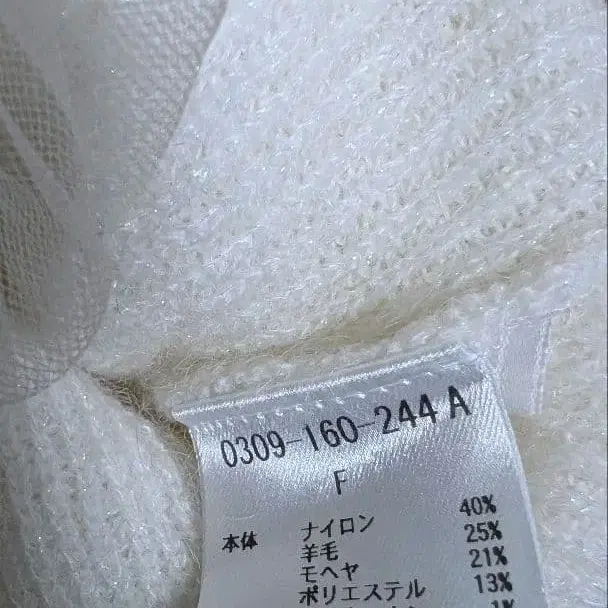 0309-160-244 A
F
本体 ナイロン 40%
羊毛 25%
モヘヤ 21%
ポリエステル 13%
1%